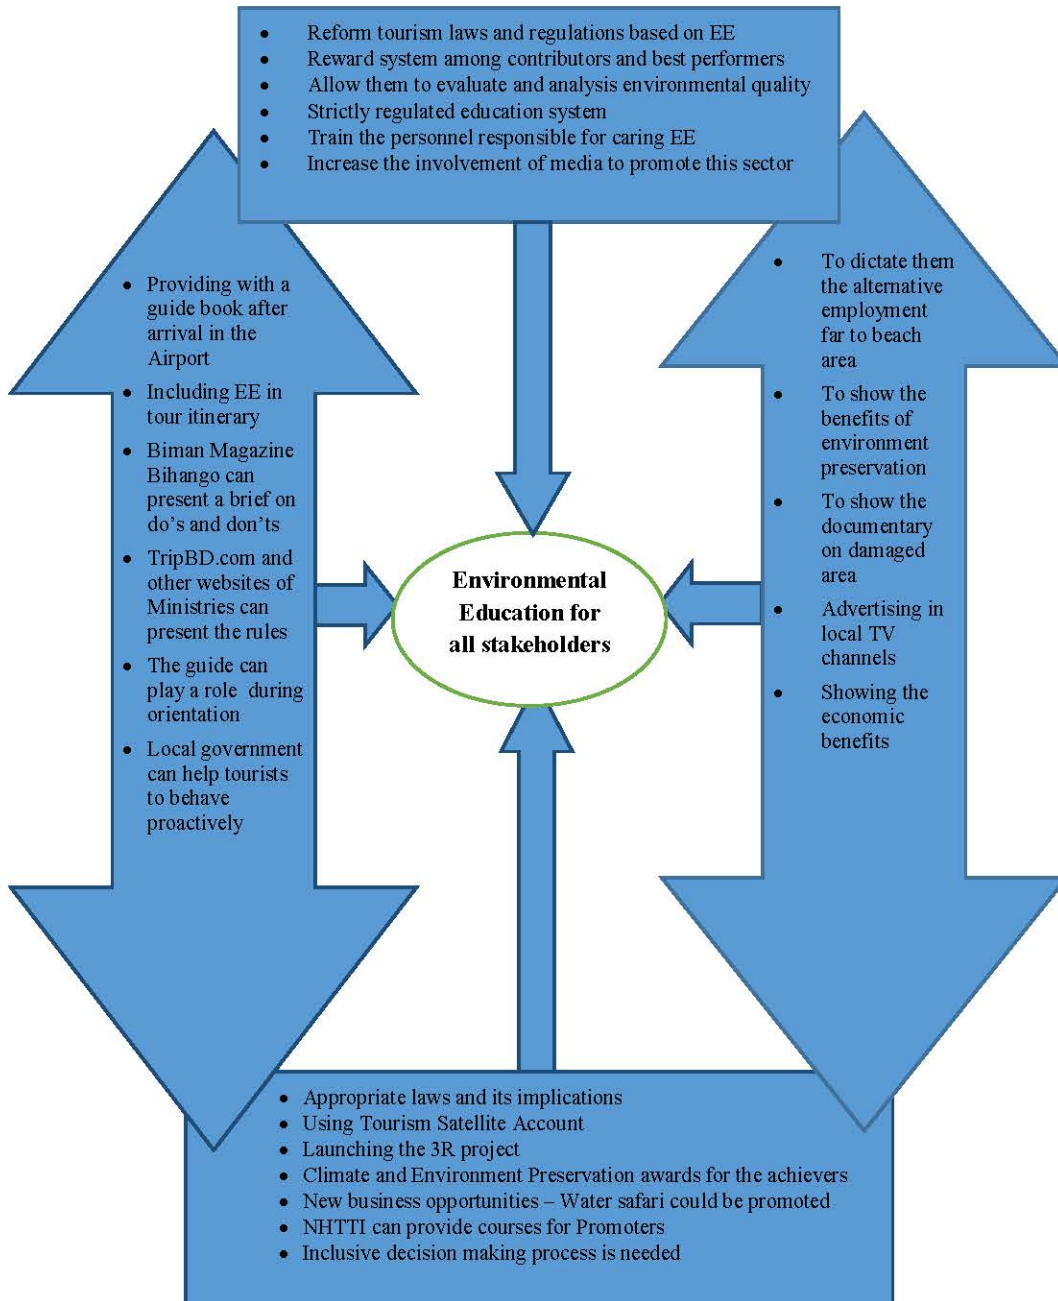 • Reform tourism laws and regulations based on EE
• Reward system among contributors and best performers
• Allow them to evaluate and analysis environmental quality
• Strictly regulated education system
• Train the personnel responsible for caring EE
• Increase the involvement of media to promote this sector
• Providing with a
guide book after
arrival in the
Airport
• Including EE in
tour itinerary
• Biman Magazine
Bihango can
present a brief on
do’s and don’ts
• TripBD.com and
other websites of
Ministries can
present the rules
• The guide can
play a role during
orientation
• Local government
can help tourists
to behave
proactively
Environmental
Education for
all stakeholders
• To dictate them
the alternative
employment
far to beach
area
• To show the
benefits of
environment
preservation
• To show the
documentary
on damaged
area
• Advertising in
local TV
channels
• Showing the
economic
benefits
• Appropriate laws and its implications
• Using Tourism Satellite Account
• Launching the 3R project
• Climate and Environment Preservation awards for the achievers
• New business opportunities – Water safari could be promoted
• NHTTI can provide courses for Promoters
• Inclusive decision making process is needed